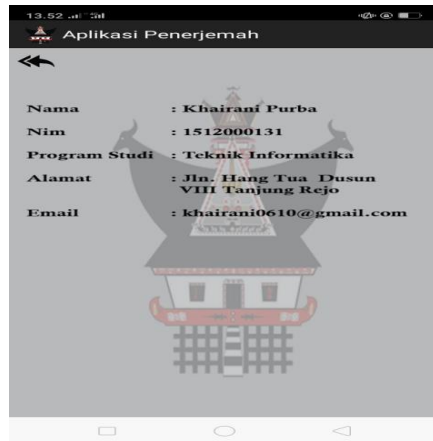 13.52
Aplikasi Penerjemah
Nama : Khairani Purba
Nim : 1512000131
Program Studi : Teknik Informatika
Alamat : Jln. Hang Tua Dusun
VIII Tanjung Rejo
Email : khairani0610@gmail.com